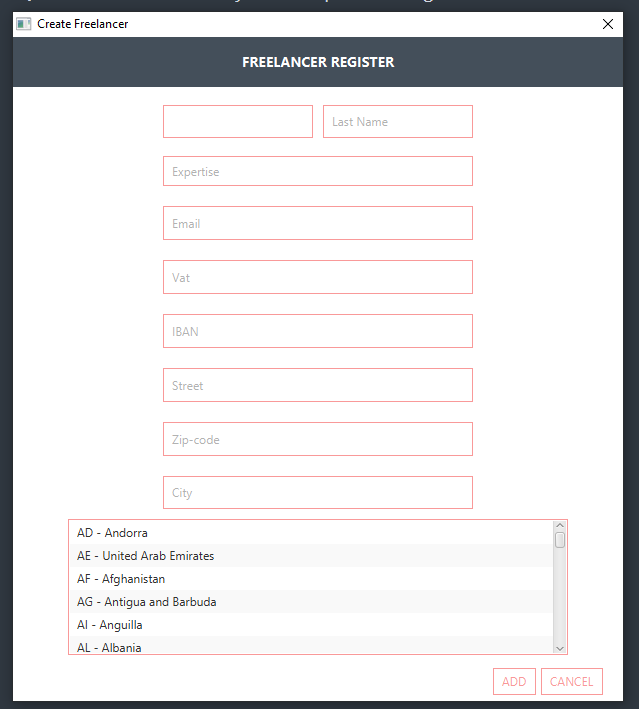 Create Freelancer
FREELANCER REGISTER
Last Name
Expertise
Email
Vat
IBAN
Street
Zip-code
City
AD - Andorra
AE - United Arab Emirates
AF - Afghanistan
AG - Antigua and Barbuda
AI - Anguilla
AL - Albania
ADD CANCEL